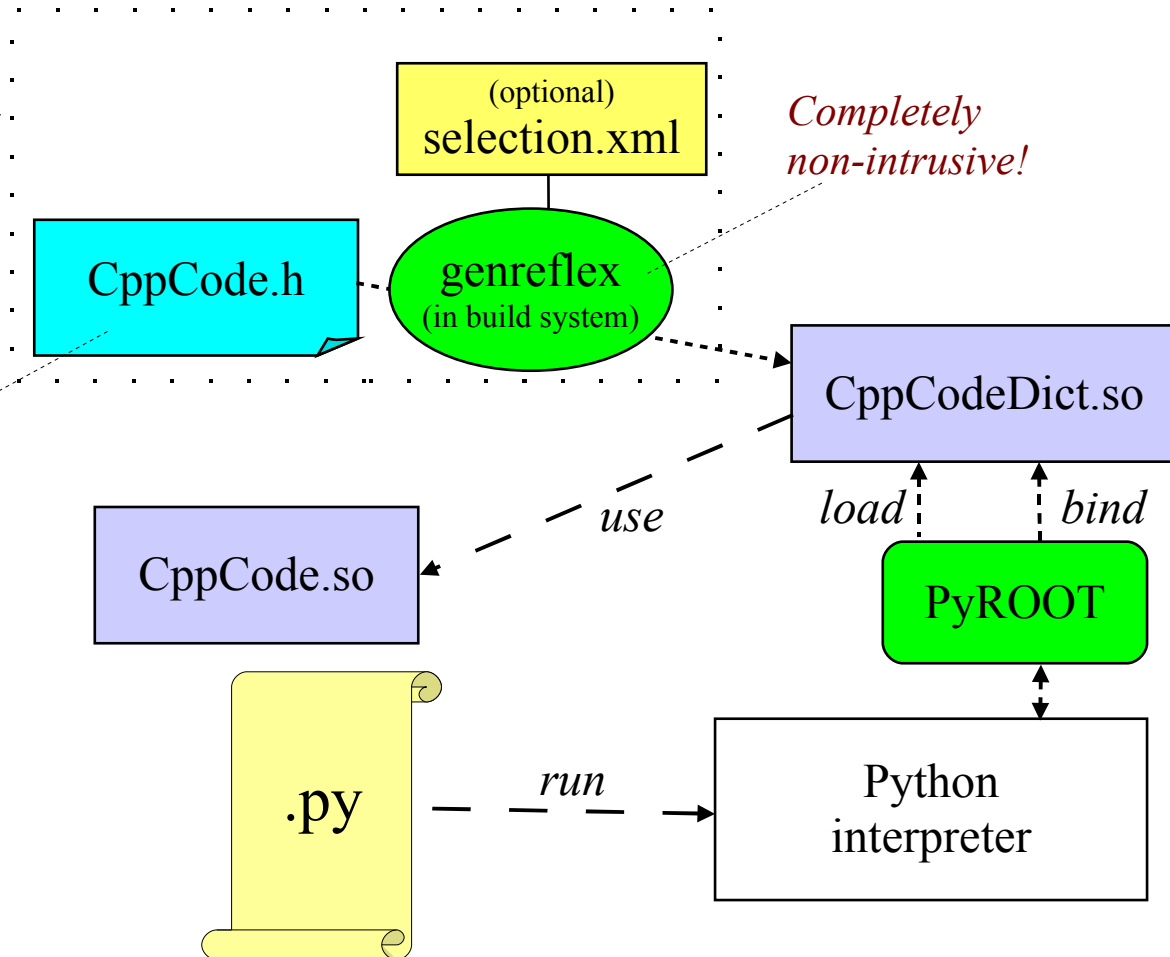 (optional)
selection.xml
Completely
non-intrusive!
CppCode.h
genreflex
(in build system)
CppCodeDict.so
use
load
bind
CppCode.so
PyROOT
.py
run
Python
interpreter